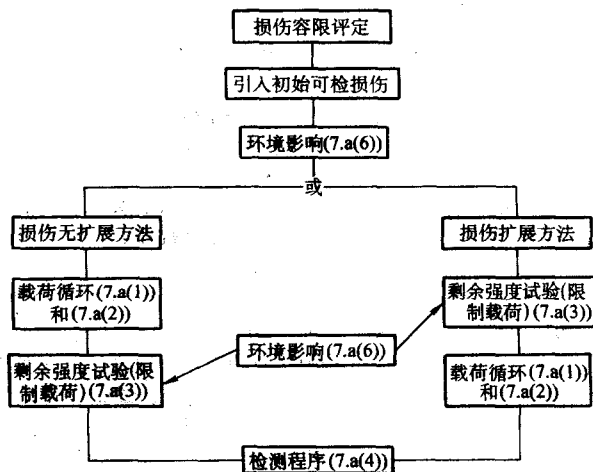 损伤容限评定
引入初始可检损伤
环境影响(7.a(6))
或
损伤无扩展方法
损伤扩展方法
载荷循环(7.a(1))
和(7.a(2))
剩余强度试验(限
制载荷)(7.a(3))
环境影响(7.a(6))
剩余强度试验(限
制载荷)(7.a(3))
载荷循环(7.a(1))
和(7.a(2))
检测程序(7.a(4))